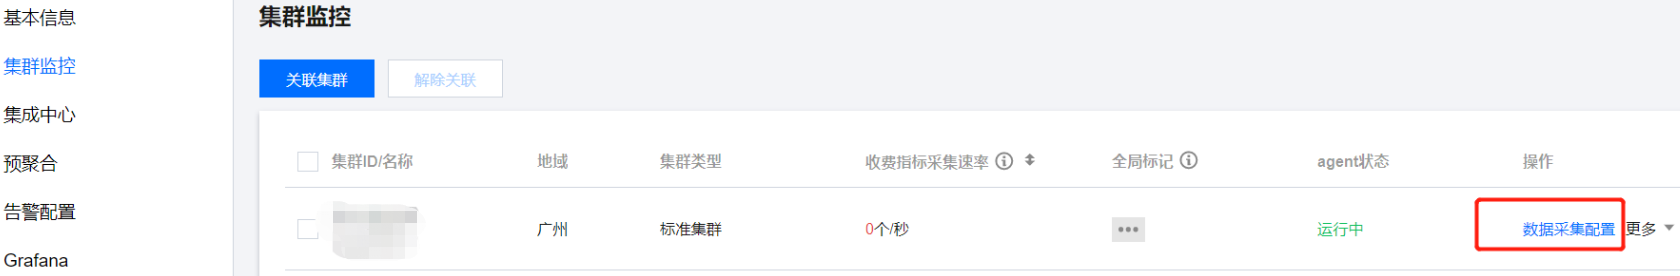 基本信息
集群监控
集成中心
预聚合
告警配置
Grafana
集群监控
关联集群 解除关联
集群ID/名称 地域 集群类型 收费指标采集速率 全局标记 agent状态 操作
广州 标准集群 0个/秒 运行中 数据采集配置 更多